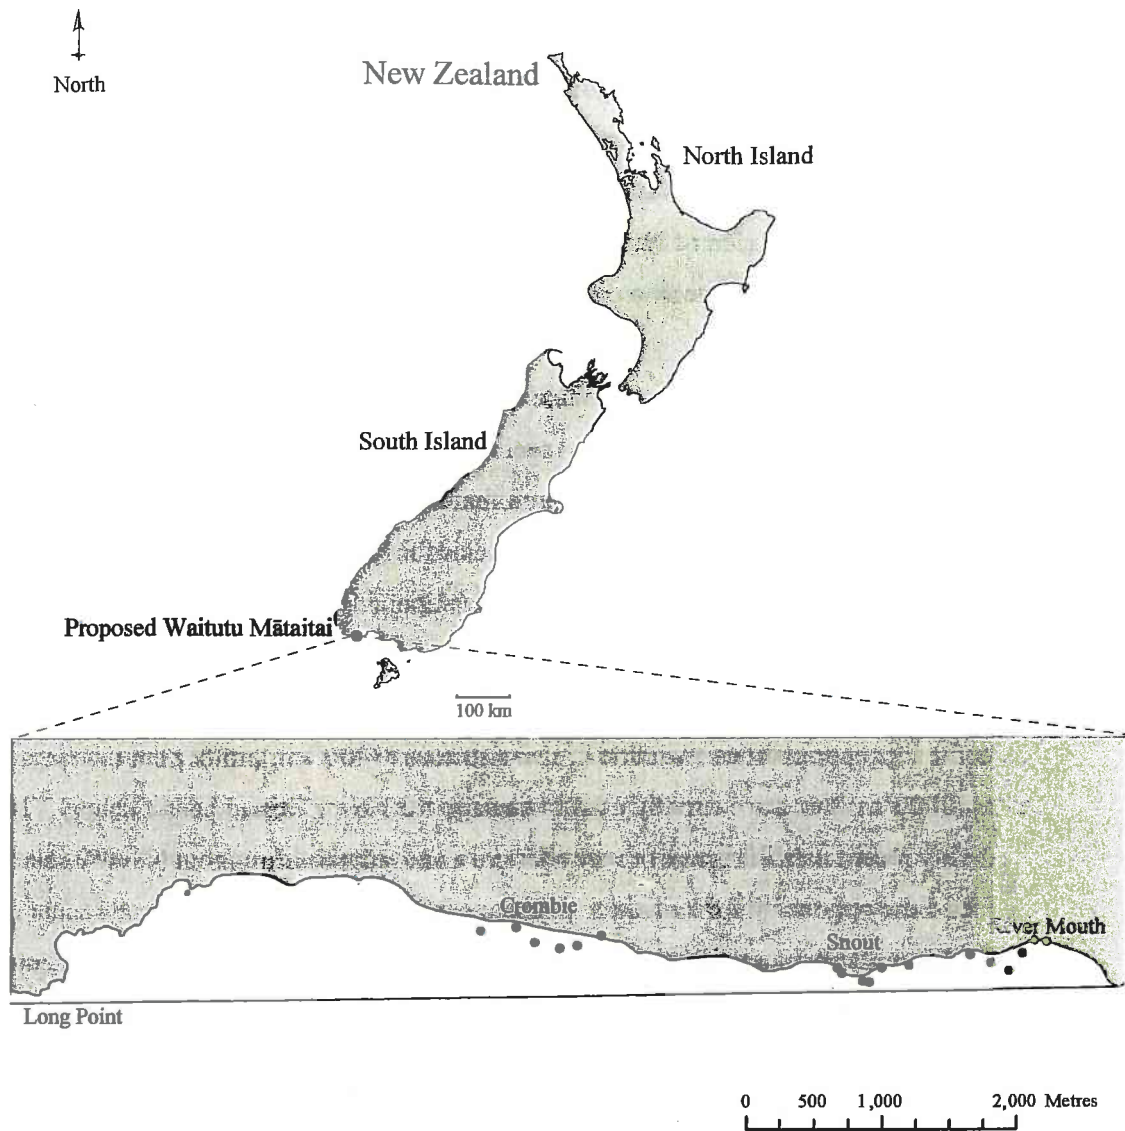 North
New Zealand
North Island
South Island
Proposed Waitutu Mātaitai
100 km
Crombie
Snout
River Mouth
Long Point
0 500 1,000 2,000 Metres